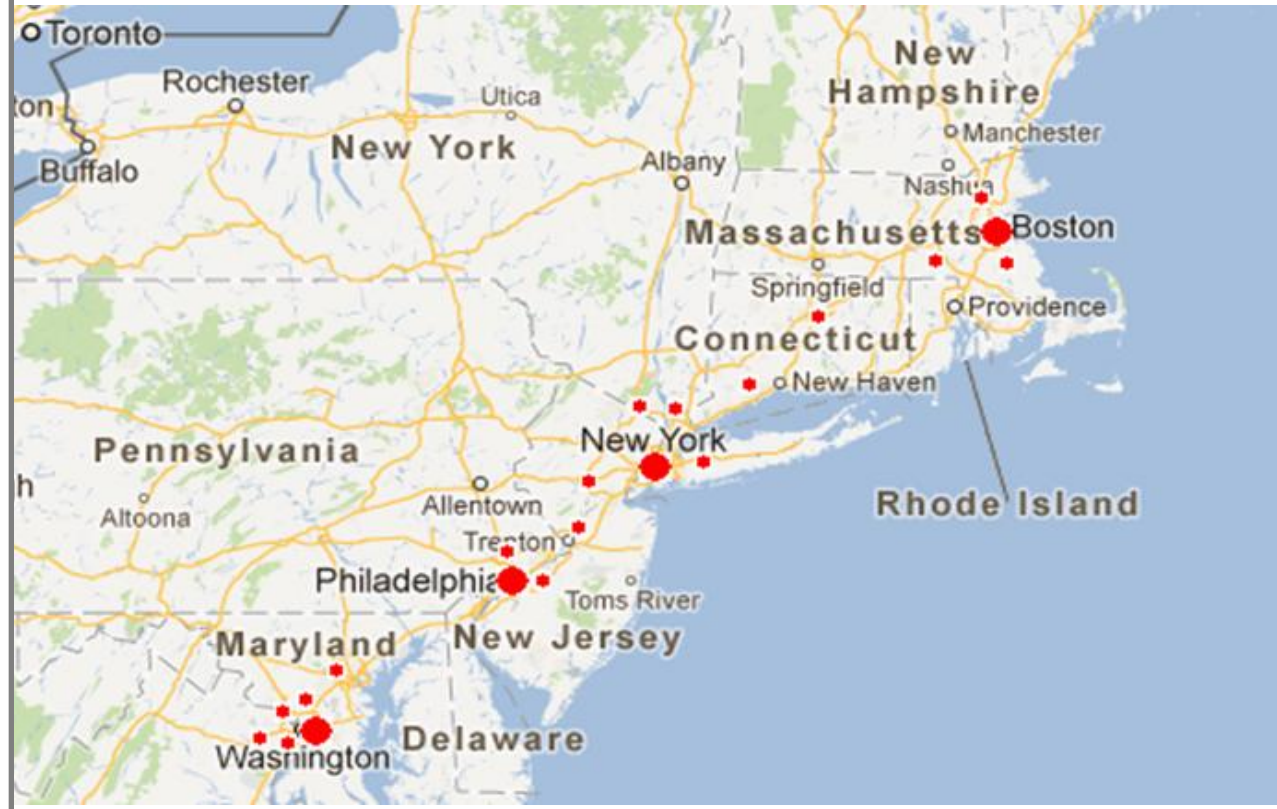 Toronto
New
Hampshire
Rochester
Utica
ton
Manchester
New York
Albany
Buffalo
Nashua
Massachusetts
Boston
Springfield
Providence
Connecticut
New Haven
New York
Pennsylvania
h
Allentown
Rhode Island
Altoona
Trenton
Philadelphia
Toms River
Maryland
New Jersey
Delaware
Washington